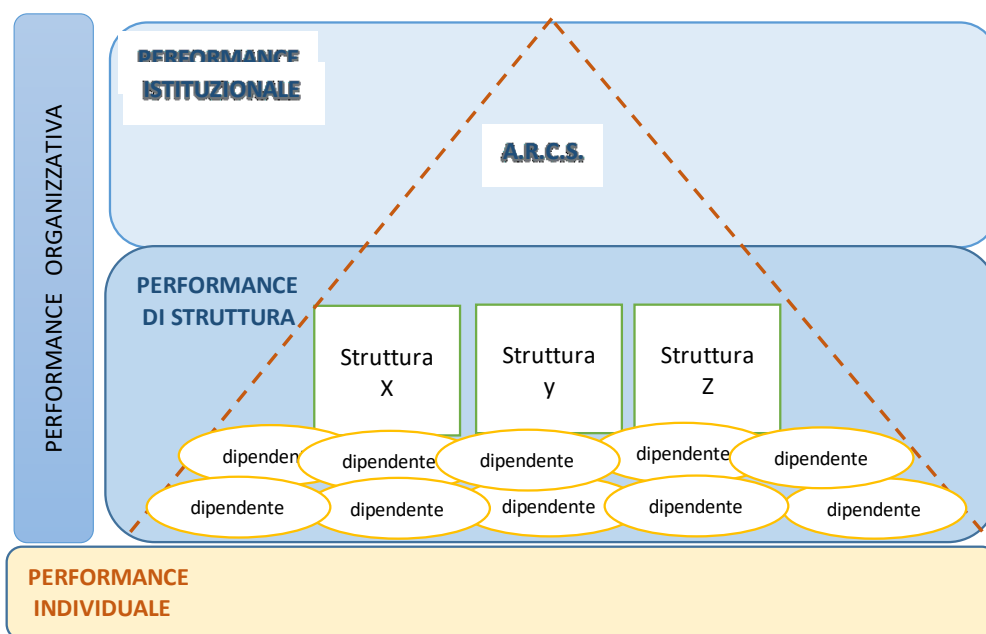 PERFORMANCE ORGANIZZATIVA
PERFORMANCE
ISTITUZIONALE
A.R.C.S.
PERFORMANCE
DI STRUTTURA
Struttura
X
Struttura
y
Struttura
Z
dipendent
dipendente
dipendente
dipendente
dipendente
dipendente
dipendente
dipendente
dipendente
dipendente
PERFORMANCE
INDIVIDUALE